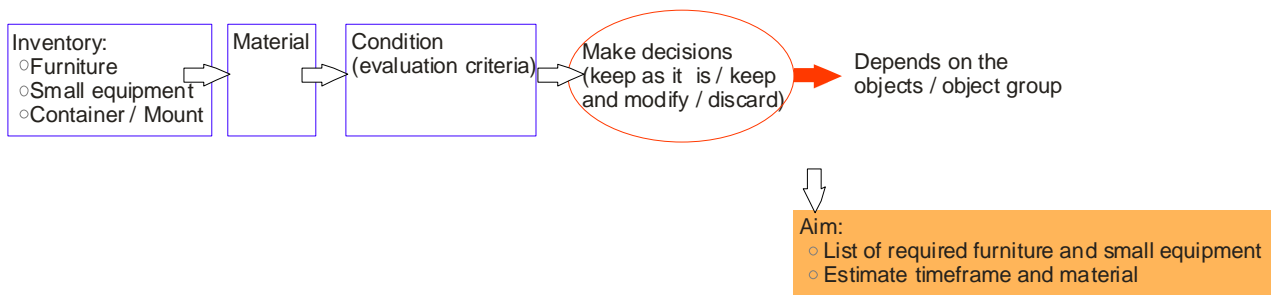 Inventory:
○Furniture
○Small equipment
○Container / Mount
Material
Condition
(evaluation criteria)
Make decisions
(keep as it is / keep
and modify / discard)
Depends on the
objects / object group
Aim:
○ List of required furniture and small equipment
○ Estimate timeframe and material